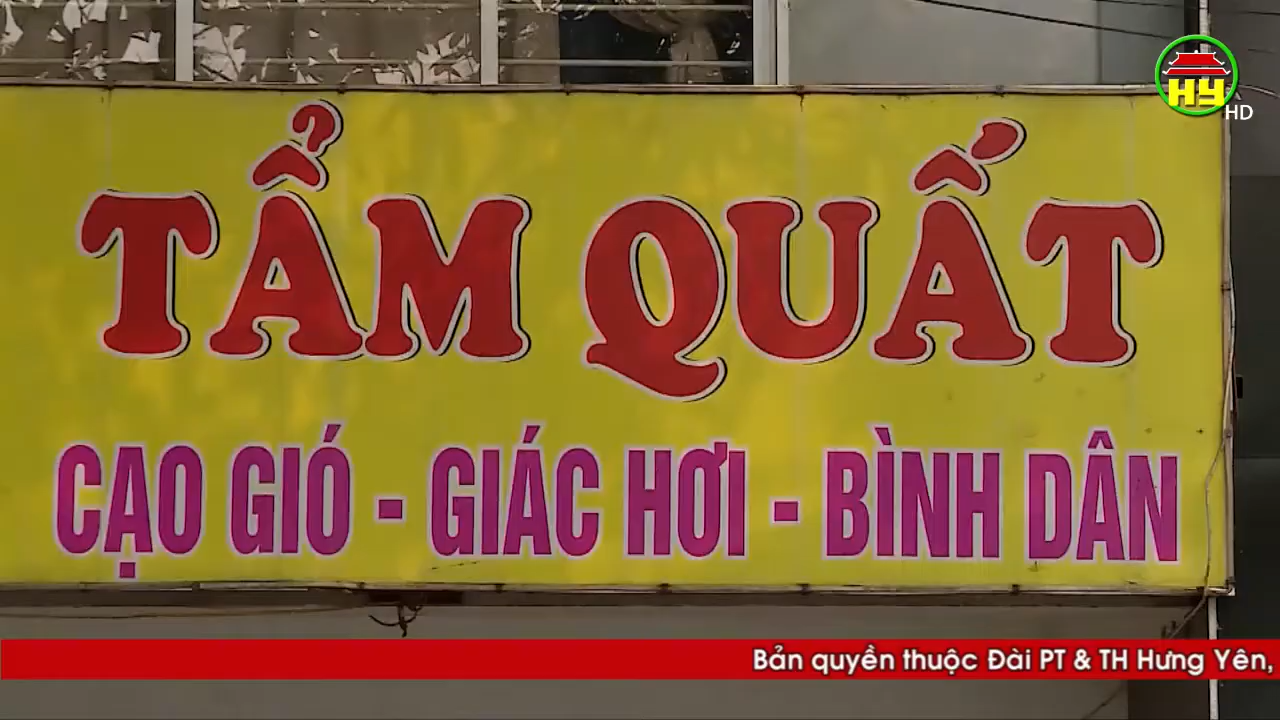 HY
HD
TẨM QUẤT
CẠO GIÓ - GIÁC HƠI - BÌNH DÂN
Bản quyền thuộc Đài PT & TH Hưng Yên,